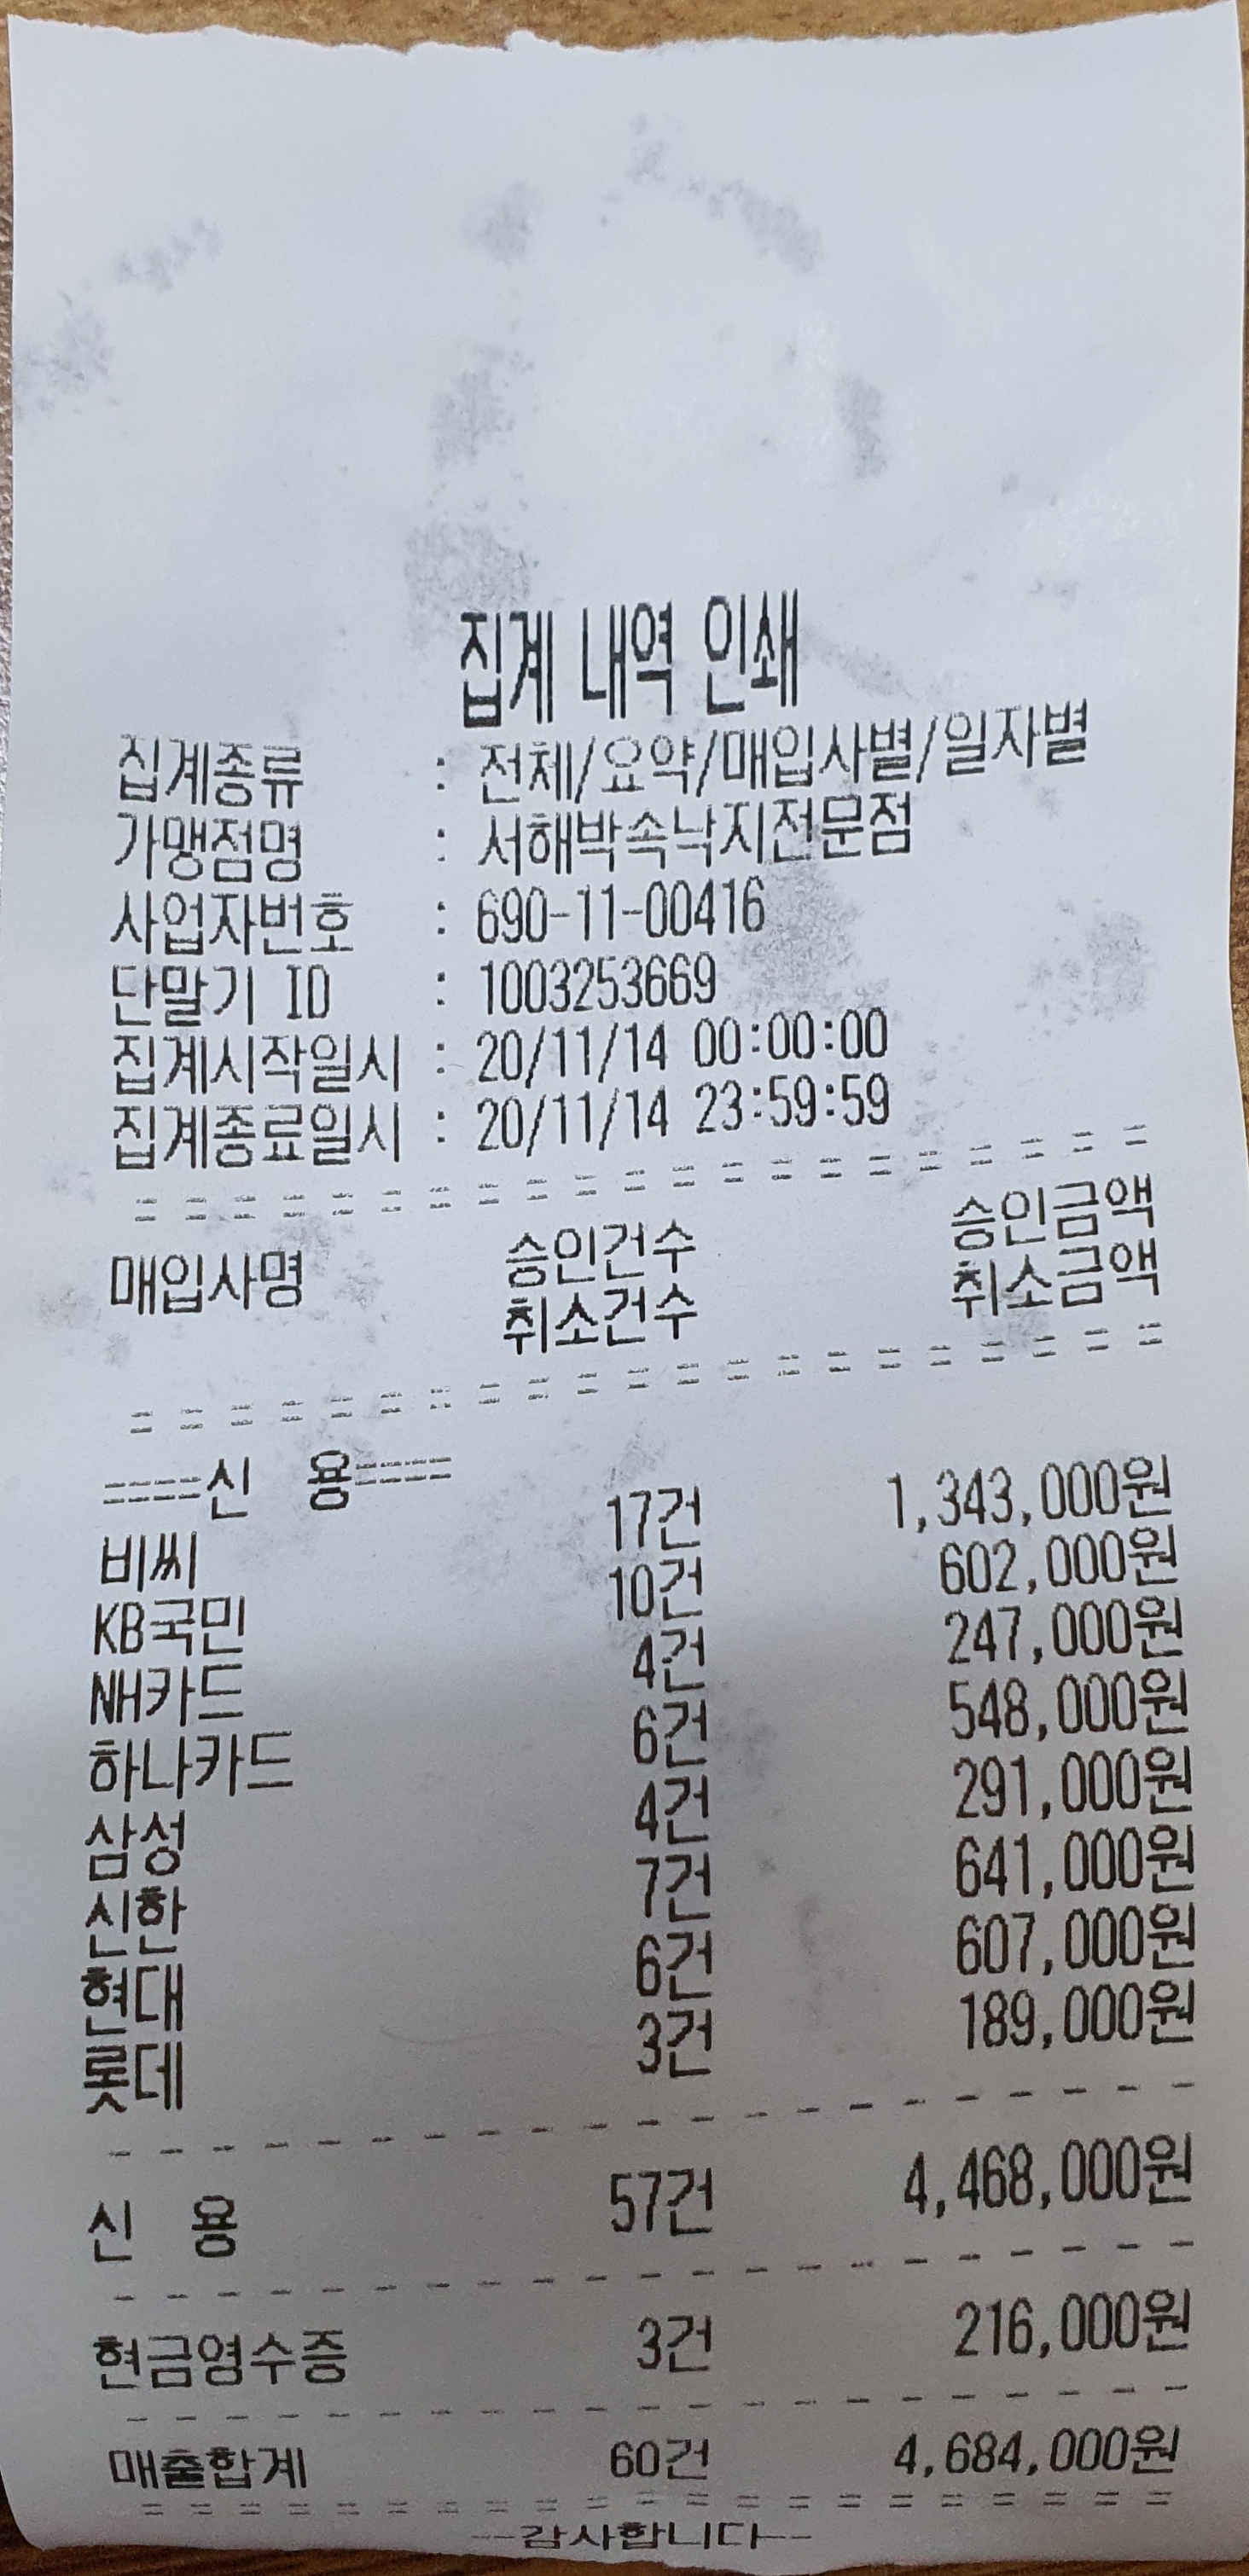 집계 내역 인쇄
집계종류 : 전체/요약/매입사별/일자별
가맹점명 : 서해박속낙지전문점
사업자번호 : 690-11-00416
단말기 ID : 1003253669
집계시작일시 : 20/11/14 00:00:00
집계종료일시 : 20/11/14 23:59:59
= = = = = = = = = = = = = = = = = = = = =
매입사명 승인건수 승인금액
취소건수 취소금액
= = = = = = = = = = = = = = = = = = = = =
====신 용====
비씨 17건 1,343,000원
KB국민 10건 602,000원
NH카드 4건 247,000원
하나카드 6건 548,000원
삼성 4건 291,000원
신한 7건 641,000원
현대 6건 607,000원
롯데 3건 189,000원
- - - - - - - - - - - - - - - - - - - - -
신 용 57건 4,468,000원
- - - - - - - - - - - - - - - - - - - - -
현금영수증 3건 216,000원
- - - - - - - - - - - - - - - - - - - - -
매출합계 60건 4,684,000원
= = = = = = = = = = = = = = = = = = = = =
--감사합니다--